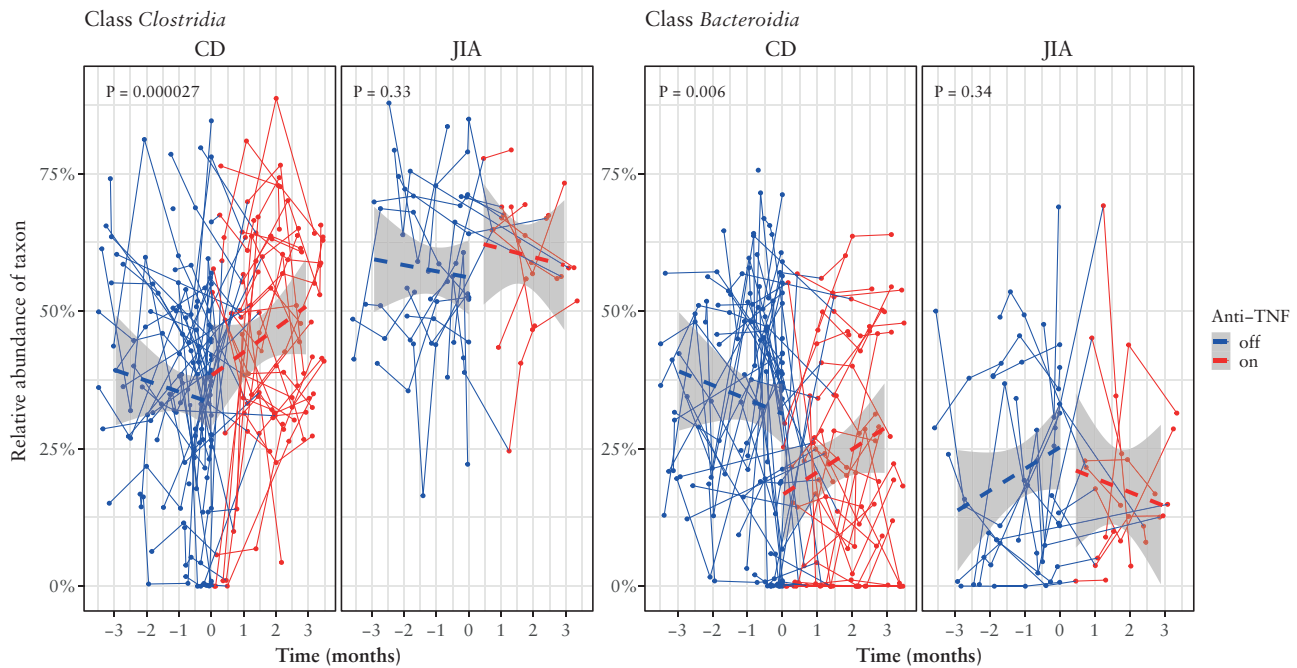 Class Clostridia
Class Bacteroidia
CD JIA CD JIA
P = 0.000027 P = 0.33 P = 0.006 P = 0.34
Relative abundance of taxon
75%
50%
25%
0%
75%
50%
25%
0%
Anti–TNF
off
on
−3 −2 −1 0 1 2 3 −3 −2 −1 0 1 2 3 −3 −2 −1 0 1 2 3 −3 −2 −1 0 1 2 3
Time (months) Time (months)